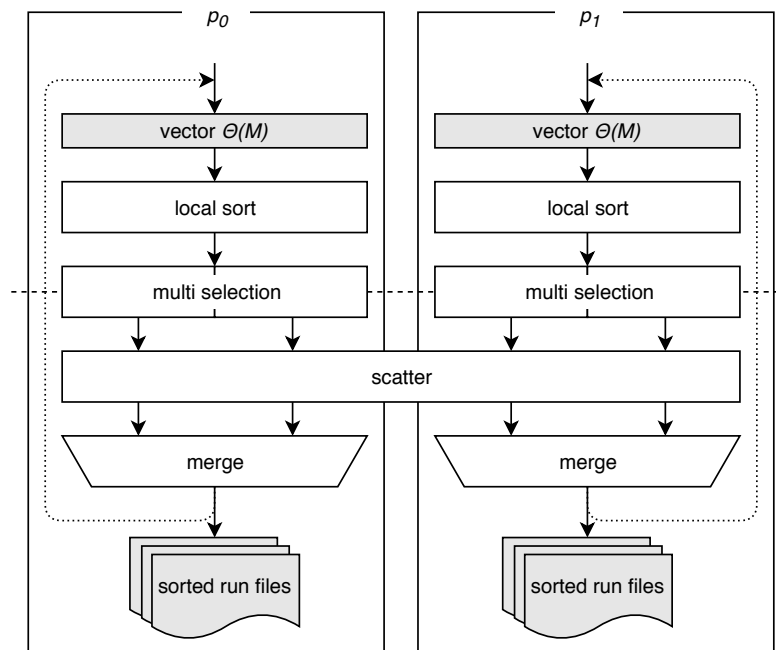 p0
p1
vector Θ(M)
vector Θ(M)
local sort
local sort
multi selection
multi selection
scatter
merge
merge
sorted run files
sorted run files